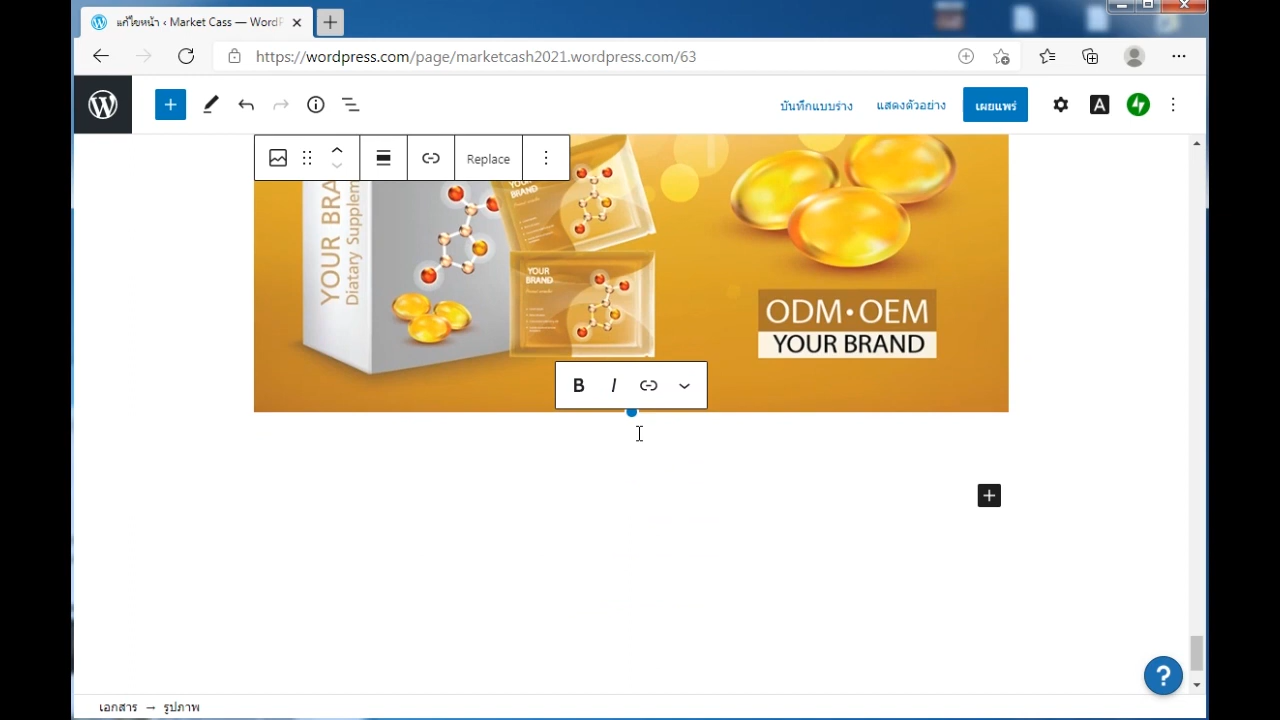 แก้ไขหน้า ‹ Market Cass — WordP
https://wordpress.com/page/marketcash2021.wordpress.com/63
บันทึกแบบร่าง
แสดงตัวอย่าง
เผยแพร่
A
Replace
YOUR BRA
Diatary Supplem
BRAND
YOUR
BRAND
ODM•OEM
YOUR BRAND
B I
?
เอกสาร → รูปภาพ